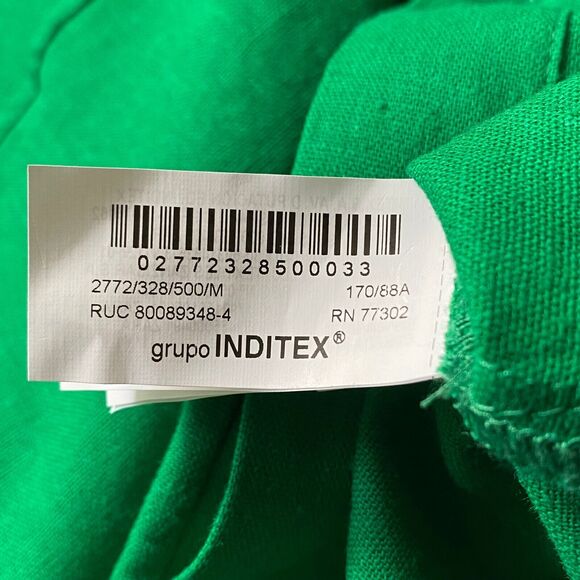 02772328500033
2772/328/500/M 170/88A
RUC 80089348-4 RN 77302
grupo INDITEX®